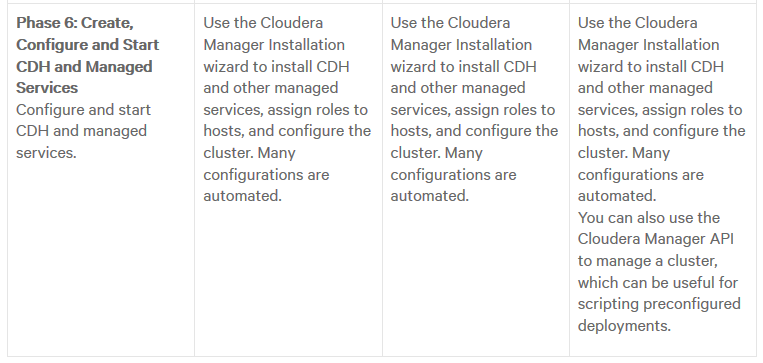 Phase 6: Create,
Configure and Start
CDH and Managed
Services
Configure and start
CDH and managed
services.
Use the Cloudera
Manager Installation
wizard to install CDH
and other managed
services, assign roles to
hosts, and configure the
cluster. Many
configurations are
automated.
Use the Cloudera
Manager Installation
wizard to install CDH
and other managed
services, assign roles to
hosts, and configure the
cluster. Many
configurations are
automated.
Use the Cloudera
Manager Installation
wizard to install CDH
and other managed
services, assign roles to
hosts, and configure the
cluster. Many
configurations are
automated.
You can also use the
Cloudera Manager API
to manage a cluster,
which can be useful for
scripting preconfigured
deployments.